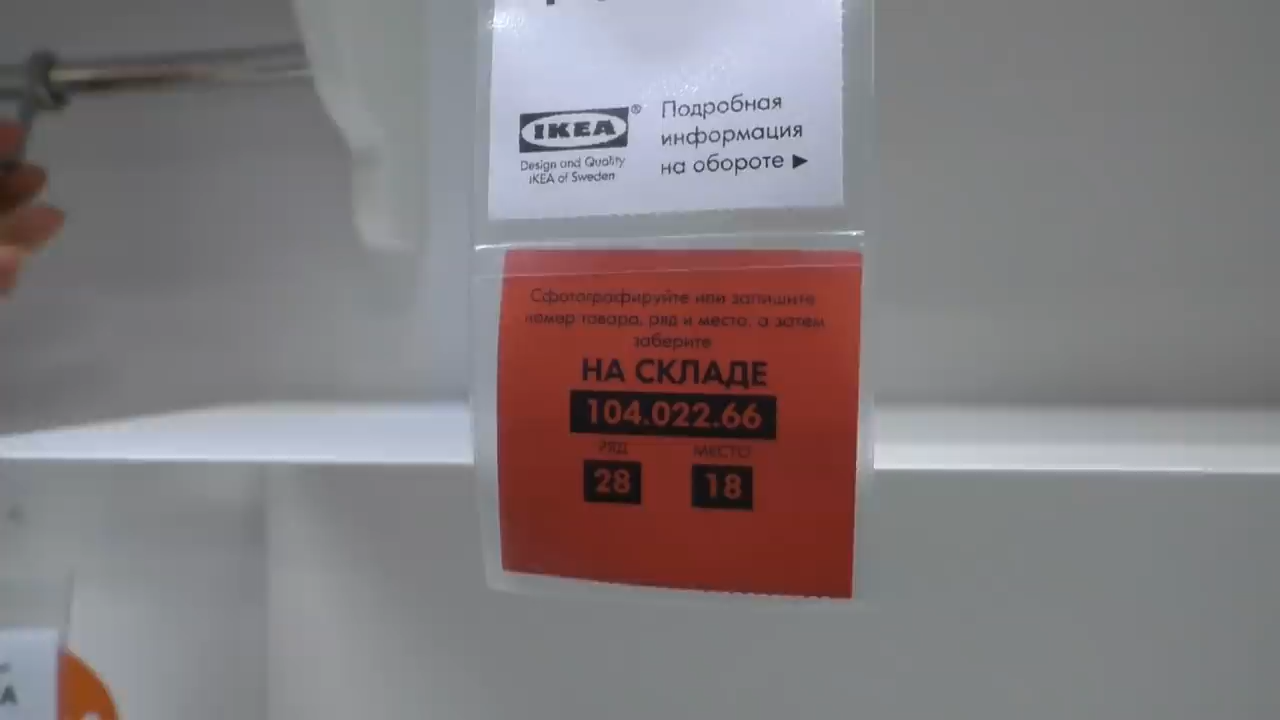 IKEA®
Design and Quality
IKEA of Sweden
Подробная
информация
на обороте ►
Сфотографируйте или запишите
номер товара, ряд и место, а затем
заберите
НА СКЛАДЕ
104.022.66
РЯД МЕСТО
28 18
A